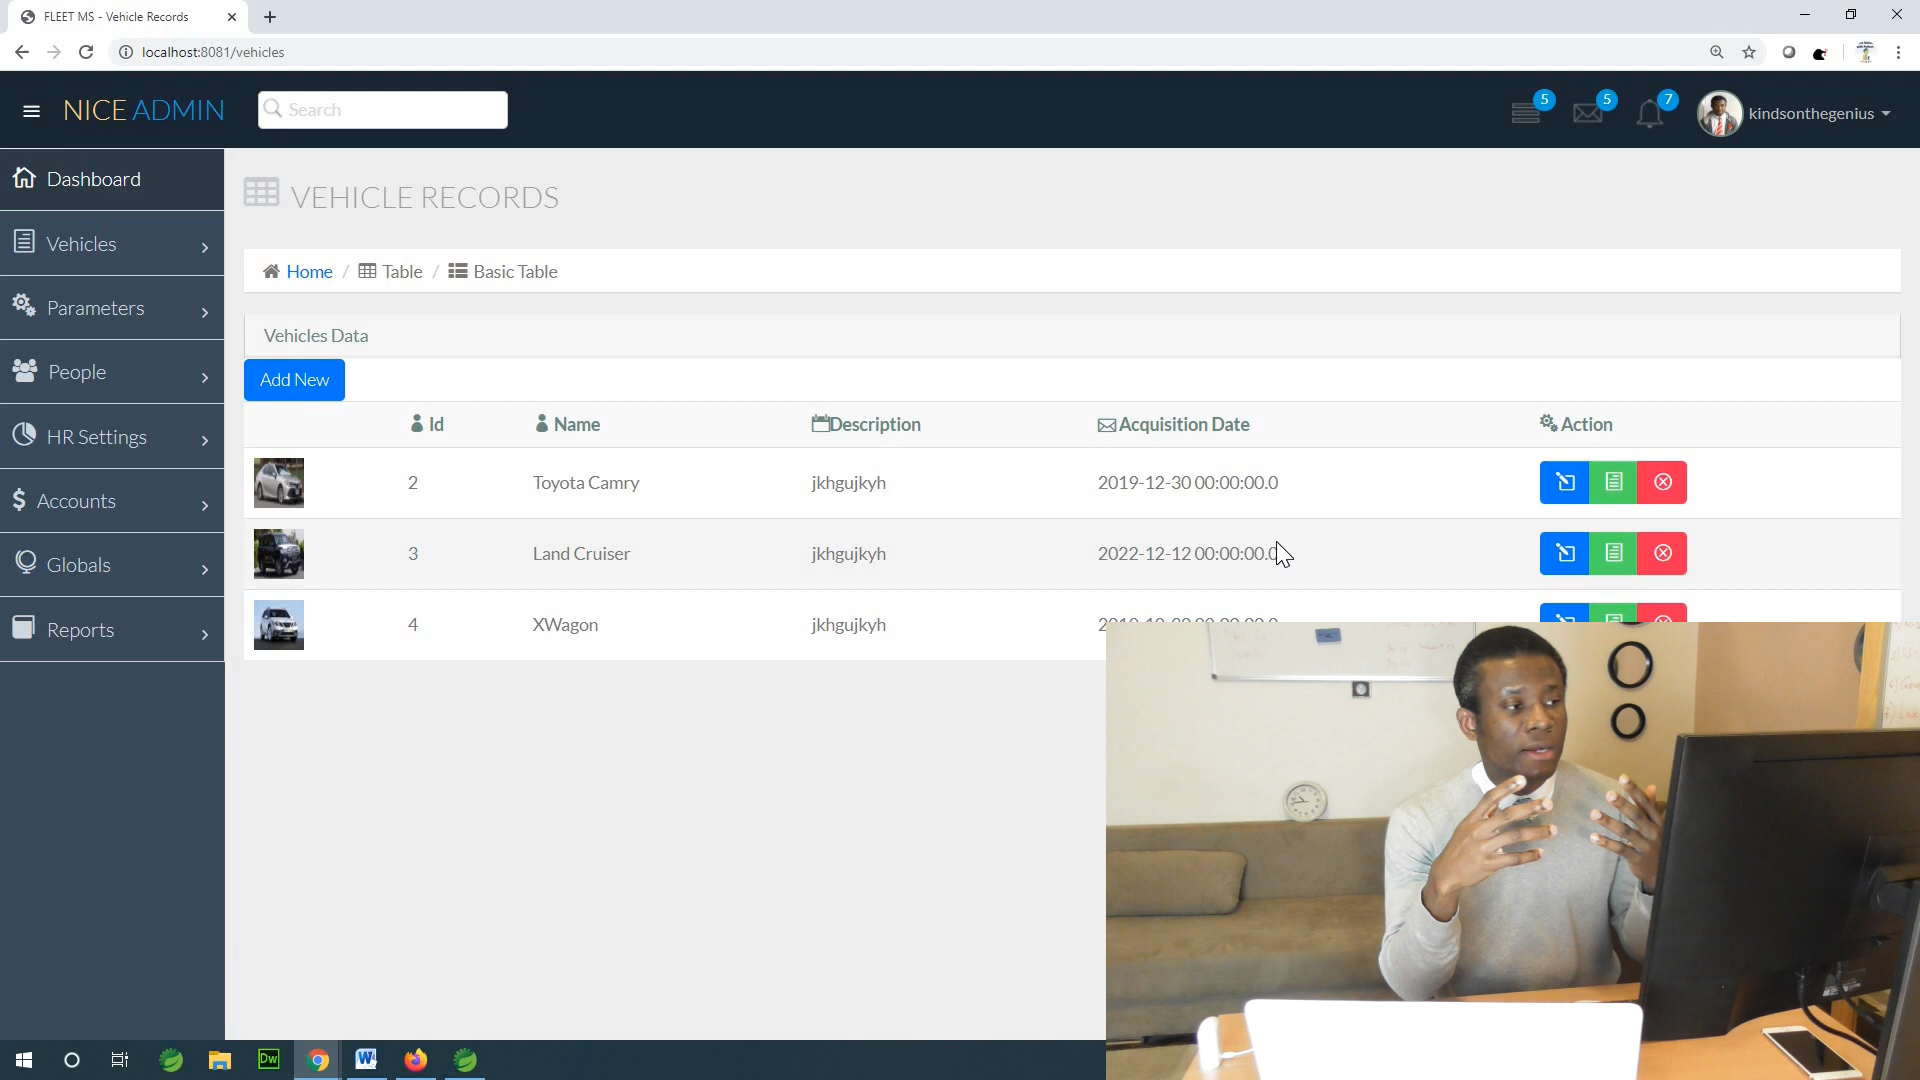 FLEET MS - Vehicle Records
localhost:8081/vehicles
NICE ADMIN
Search
5
5
7
kindsonthegenius
Dashboard
Vehicles
Parameters
People
HR Settings
$ Accounts
Globals
Reports
VEHICLE RECORDS
Home / Table / Basic Table
Vehicles Data
Add New
Id Name Description Acquisition Date Action
2 Toyota Camry jkhgujkyh 2019-12-30 00:00:00.0
3 Land Cruiser jkhgujkyh 2022-12-12 00:00:00.0
4 XWagon jkhgujkyh
Dw
W